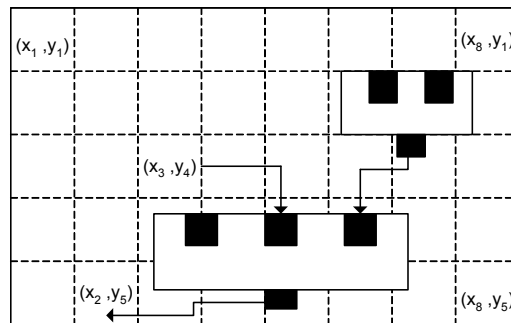 (x₁ ,y₁)
(x₈ ,y₁)
(x₃ ,y₄)
(x₂ ,y₅)
(x₈ ,y₅)